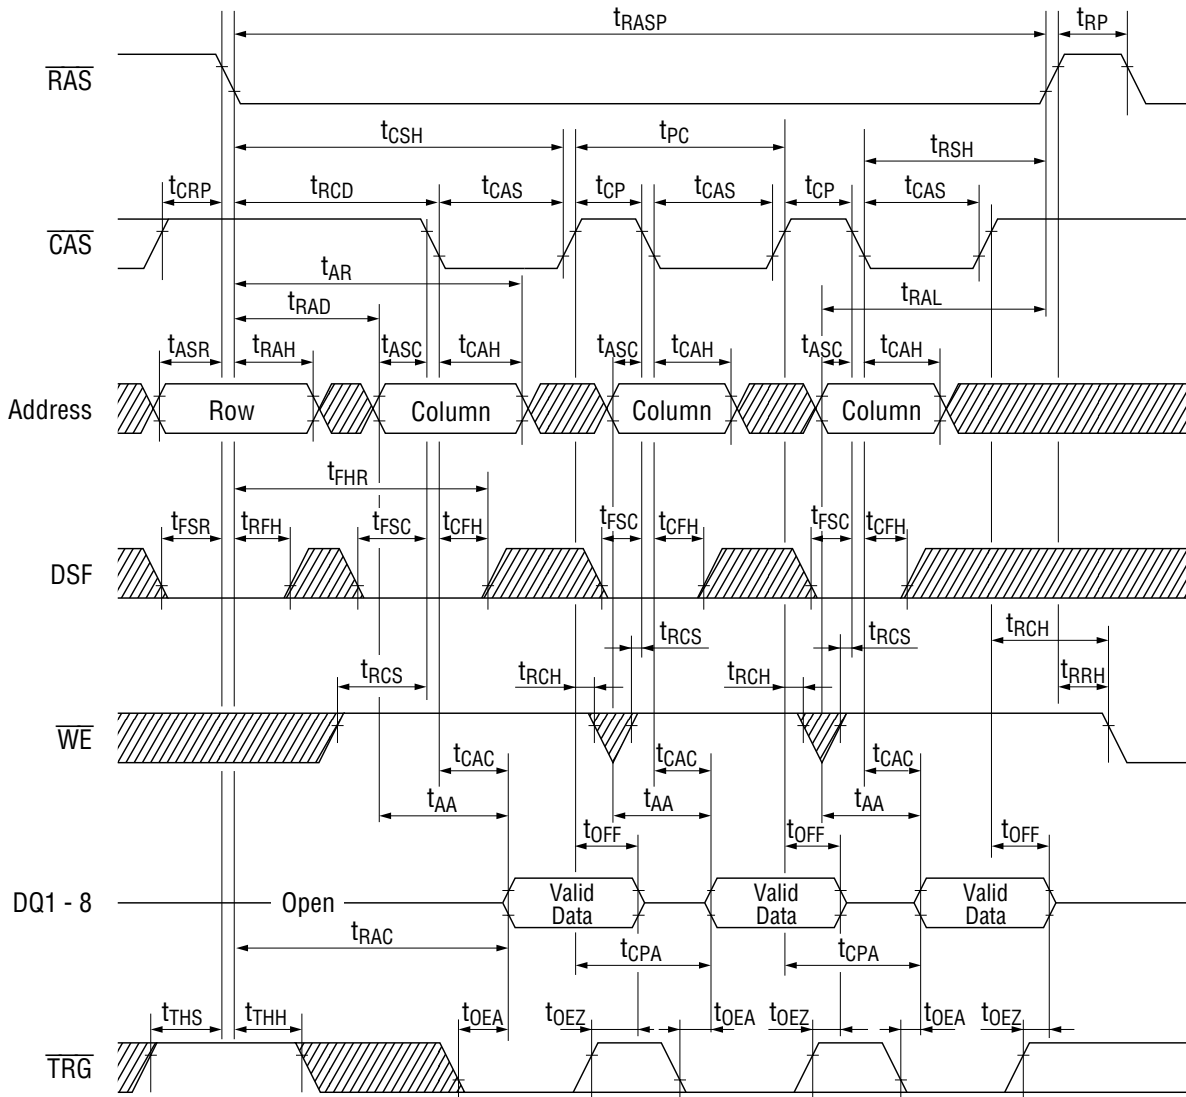 tRASP tRP
RAS
tCSH tPC tRSH
tCRP tRCD tCAS tCP tCAS tCP tCAS
CAS
tAR
tRAD tRAL
tASR tRAH tASC tCAH tASC tCAH tASC tCAH
Address Row Column Column Column
tFHR
tFSR tRFH tFSC tCFH tFSC tCFH tFSC tCFH
DSF
tRCS tRCS tRCH
tRCS tRCH tRCH tRRH
WE
tCAC tCAC tCAC
tAA tAA tAA
tOFF tOFF tOFF
DQ1 - 8 Open Valid Data Valid Data Valid Data
tRAC
tCPA tCPA
tTHS tTHH tOEA tOEZ tOEA tOEZ tOEA tOEZ
TRG